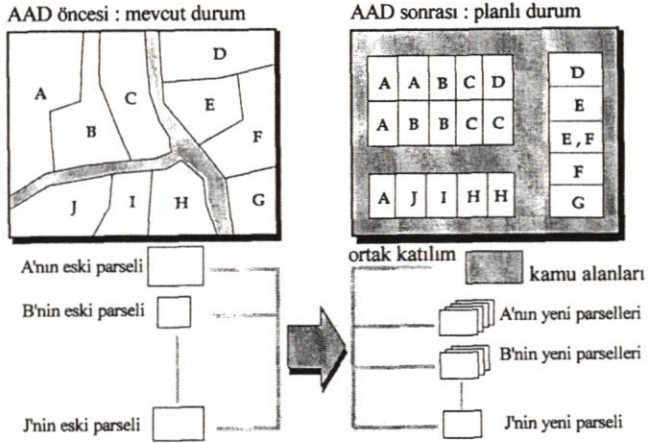 AAD öncesi : mevcut durum
A
B
C
D
E
F
G
H
I
J
AAD sonrası : planlı durum
A A B C D
A B B C C
A J I H H
D
E
E,F
F
G
A'nın eski parseli
B'nin eski parseli
J'nin eski parseli
ortak katılım
kamu alanları
A'nın yeni parselleri
B'nin yeni parselleri
J'nin yeni parseli